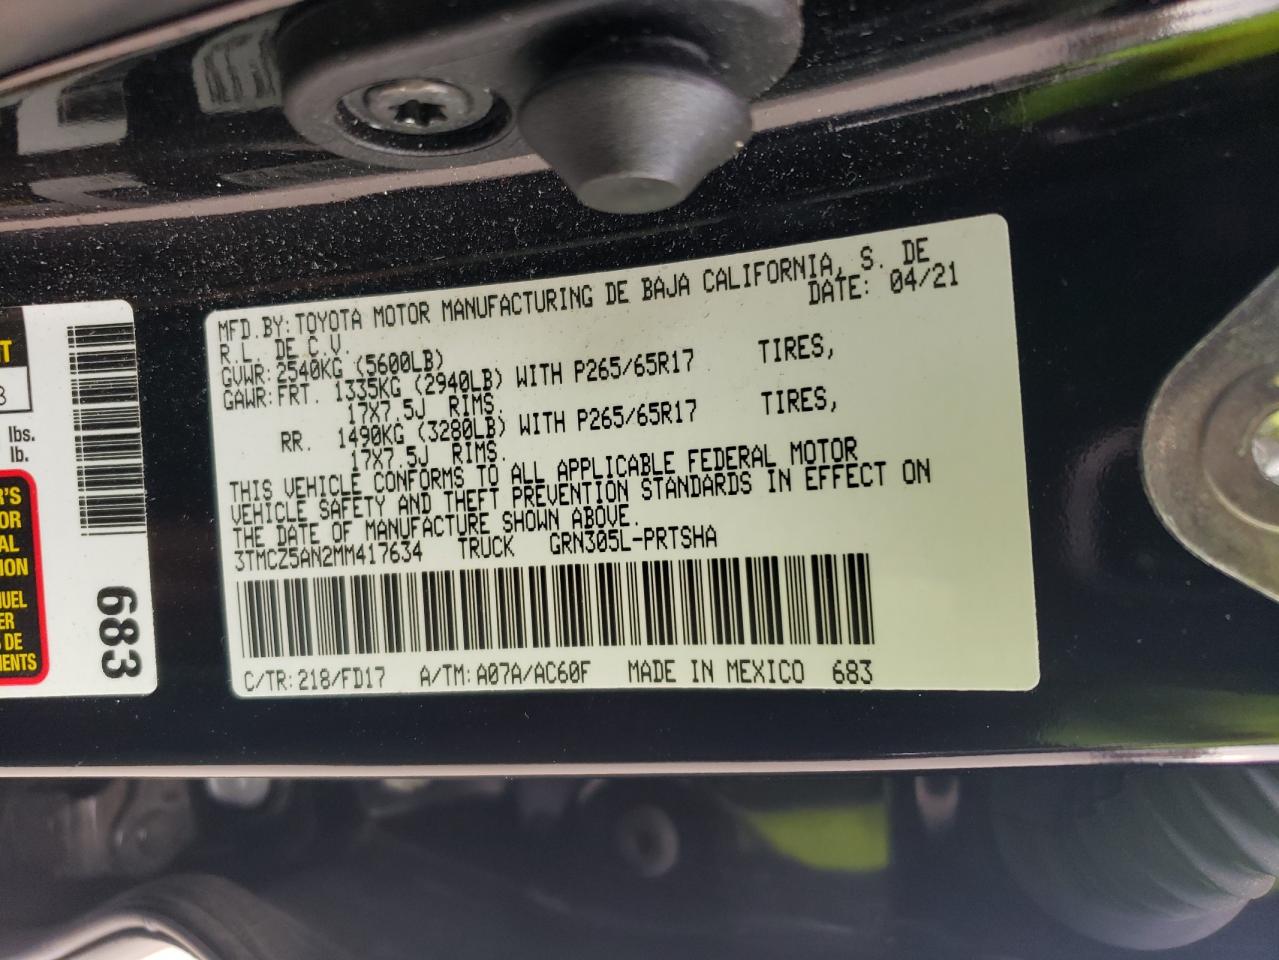 MFD.BY: TOYOTA MOTOR MANUFACTURING DE BAJA CALIFORNIA, S. DE
R.L. DE C.V. DATE: 04/21
GVWR: 2540KG (5600LB)
GAWR: FRT. 1335KG (2940LB) WITH P265/65R17 TIRES,
17X7.5J RIMS.
RR. 1490KG (3280LB) WITH P265/65R17 TIRES,
17X7.5J RIMS.
THIS VEHICLE CONFORMS TO ALL APPLICABLE FEDERAL MOTOR
VEHICLE SAFETY AND THEFT PREVENTION STANDARDS IN EFFECT ON
THE DATE OF MANUFACTURE SHOWN ABOVE.
3TMCZ5AN2MM417634 TRUCK GRN305L-PRTSHA
C/TR: 218/FD17 A/TM: A07A/AC60F MADE IN MEXICO 683
lbs.
lb.
683